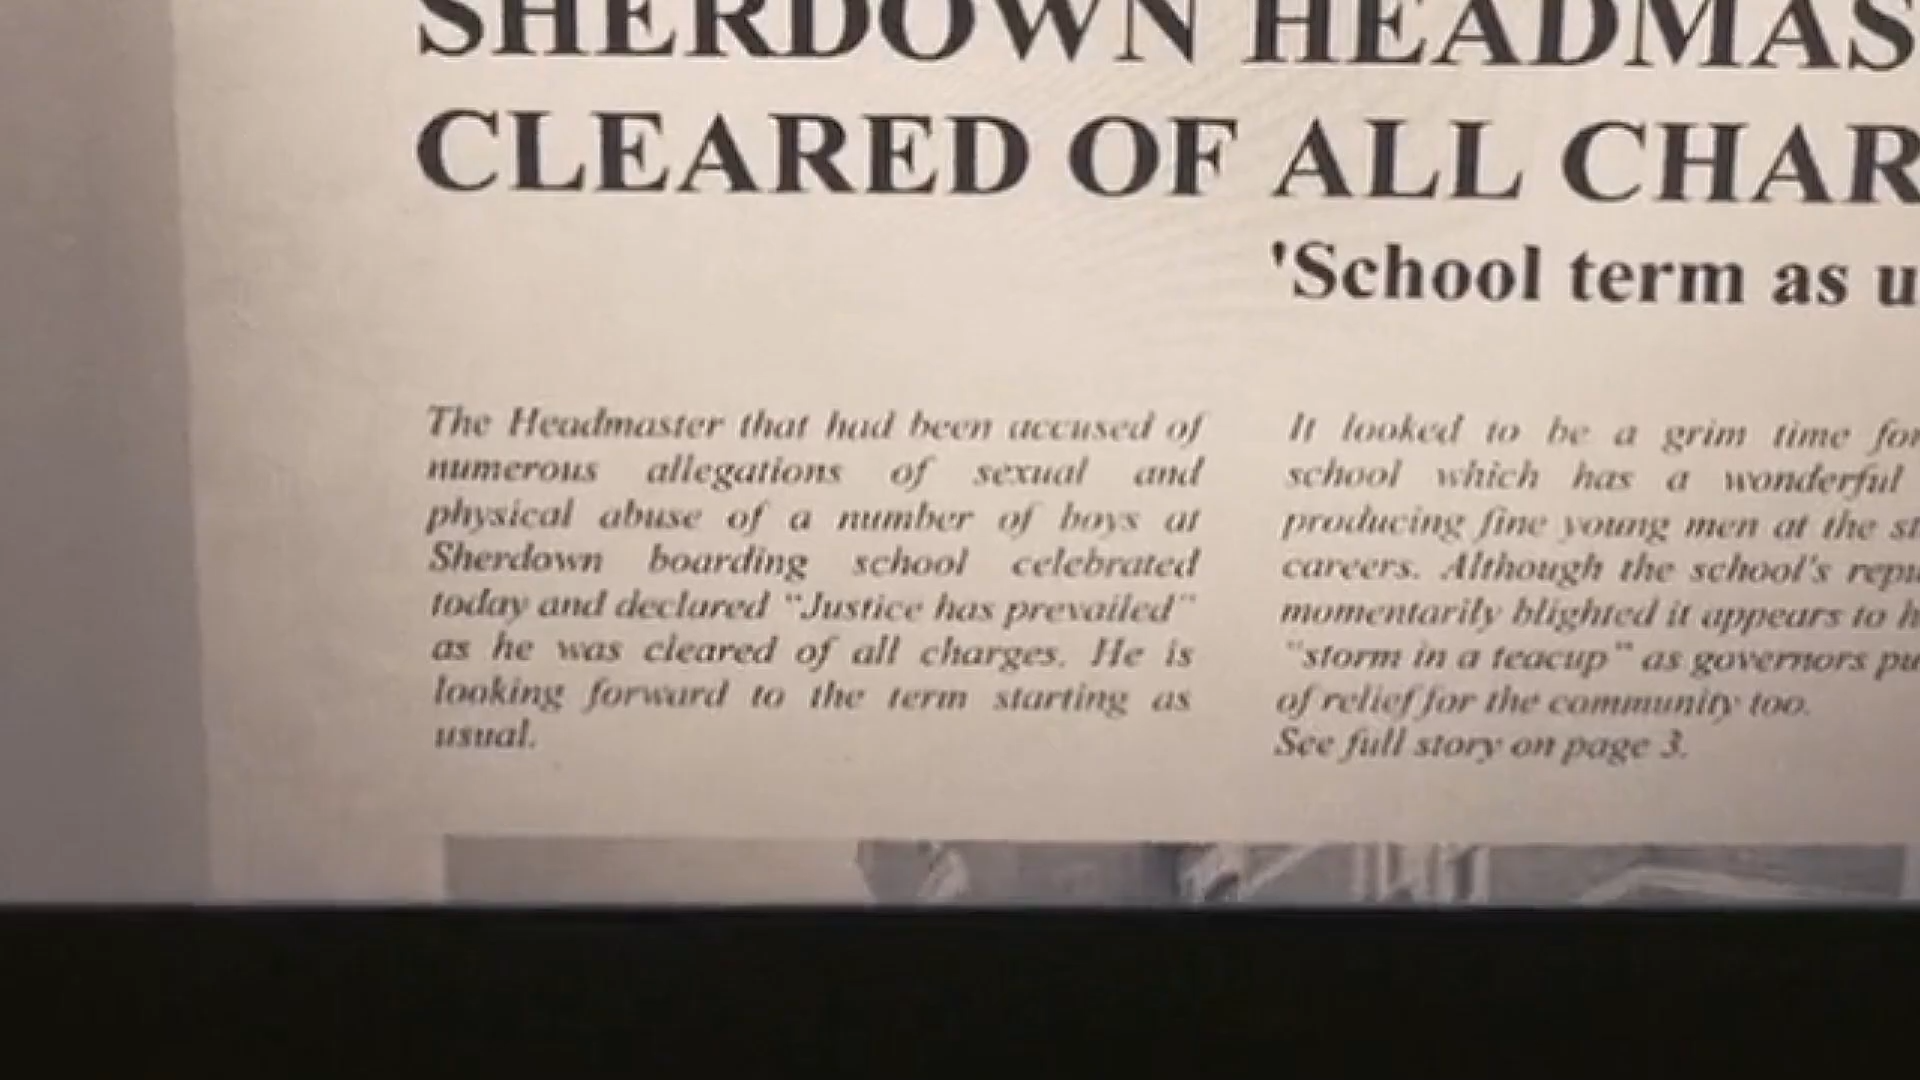 SHERDOWN HEADMAS
CLEARED OF ALL CHAR
'School term as u
The Headmaster that had been accused of
numerous allegations of sexual and
physical abuse of a number of boys at
Sherdown boarding school celebrated
today and declared "Justice has prevailed"
as he was cleared of all charges. He is
looking forward to the term starting as
usual.
It looked to be a grim time for
school which has a wonderful
producing fine young men at the st
careers. Although the school's repu
momentarily blighted it appears to h
"storm in a teacup" as governors pu
of relief for the community too.
See full story on page 3.